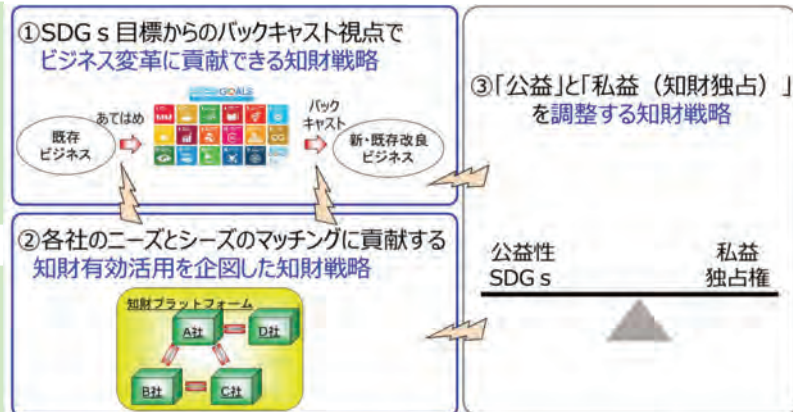 ①SDGｓ目標からのバックキャスト視点で
ビジネス変革に貢献できる知財戦略
GOALS
あてはめ
バック
キャスト
既存
ビジネス
新・既存改良
ビジネス
②各社のニーズとシーズのマッチングに貢献する
知財有効活用を企図した知財戦略
知財プラットフォーム
A社
D社
B社
C社
③「公益」と「私益（知財独占）」
を調整する知財戦略
公益性
SDGｓ
私益
独占権